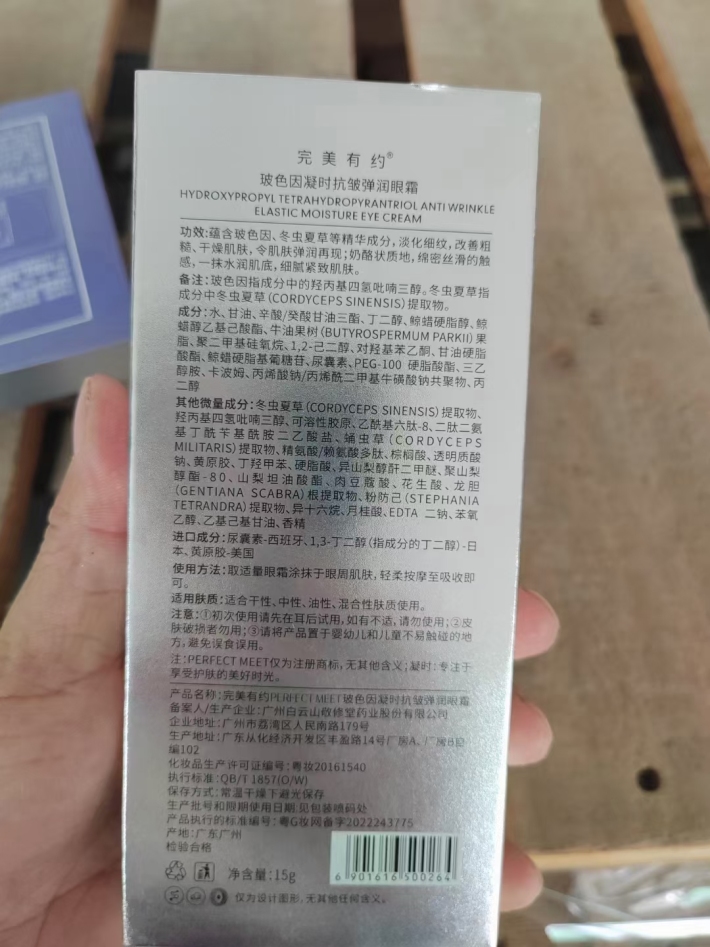 完美有约®
玻色因凝时抗皱弹润眼霜
HYDROXYPROPYL TETRAHYDROPYRANTRIOL ANTI WRINKLE
ELASTIC MOISTURE EYE CREAM
功效:蕴含玻色因、冬虫夏草等精华成分,淡化细纹,改善粗
糙、干燥肌肤,令肌肤弹润再现;奶酪状质地,绵密丝滑的触
感,一抹水润肌底,细腻紧致肌肤。
备注:玻色因指成分中的羟丙基四氢吡喃三醇。冬虫夏草指
成分中冬虫夏草(CORDYCEPS SINENSIS)提取物。
成分:水、甘油、辛酸/癸酸甘油三酯、丁二醇、鲸蜡硬脂醇、鲸
蜡醇乙基己酸酯、牛油果树(BUTYROSPERMUM PARKII)果
脂、聚二甲基硅氧烷、1,2-己二醇、对羟基苯乙酮、甘油硬脂
酸酯、鲸蜡硬脂基葡糖苷、尿囊素、PEG-100 硬脂酸酯、三乙
醇胺、卡波姆、丙烯酸钠/丙烯酰二甲基牛磺酸钠共聚物、丙
二醇
其他微量成分:冬虫夏草(CORDYCEPS SINENSIS)提取物、
羟丙基四氢吡喃三醇、可溶性胶原、乙酰基六肽-8、二肽二氨
基丁酰苄基酰胺二乙酸盐、蛹虫草(CORDYCEPS
MILITARIS)提取物、精氨酸/赖氨酸多肽、棕榈酸、透明质酸
钠、黄原胶、丁羟甲苯、硬脂酸、异山梨醇酐二甲醚、聚山梨
醇酯-80、山梨坦油酸酯、肉豆蔻酸、花生酸、龙胆
(GENTIANA SCABRA)根提取物、粉防己(STEPHANIA
TETRANDRA)提取物、异十六烷、月桂酸、EDTA 二钠、苯氧
乙醇、乙基己基甘油、香精
进口成分:尿囊素-西班牙、1,3-丁二醇(指成分的丁二醇)-日
本、黄原胶-美国
使用方法:取适量眼霜涂抹于眼周肌肤,轻柔按摩至吸收即
可。
适用肤质:适合干性、中性、油性、混合性肤质使用。
注意:①初次使用请先在耳后试用,如有不适,请勿使用;②皮
肤破损者勿用;③请将产品置于婴幼儿和儿童不易触碰的地
方,避免误食误用。
注:PERFECT MEET仅为注册商标,无其他含义;凝时:专注于
享受护肤的美好时光。
产品名称:完美有约PERFECT MEET玻色因凝时抗皱弹润眼霜
备案人/生产企业:广州白云山敬修堂药业股份有限公司
企业地址:广州市荔湾区人民南路179号
生产地址:广东从化经济开发区丰盈路14号厂房A、厂房B自
编102
化妆品生产许可证编号:粤妆20161540
执行标准:QB/T 1857(O/W)
保存方式:常温干燥下避光保存
生产批号和限期使用日期:见包装喷码处
产品执行的标准编号:粤G妆网备字2022243775
产地:广东广州
检验合格
净含量:15g
6 901616 500264
仅为设计图形,无其他任何含义。